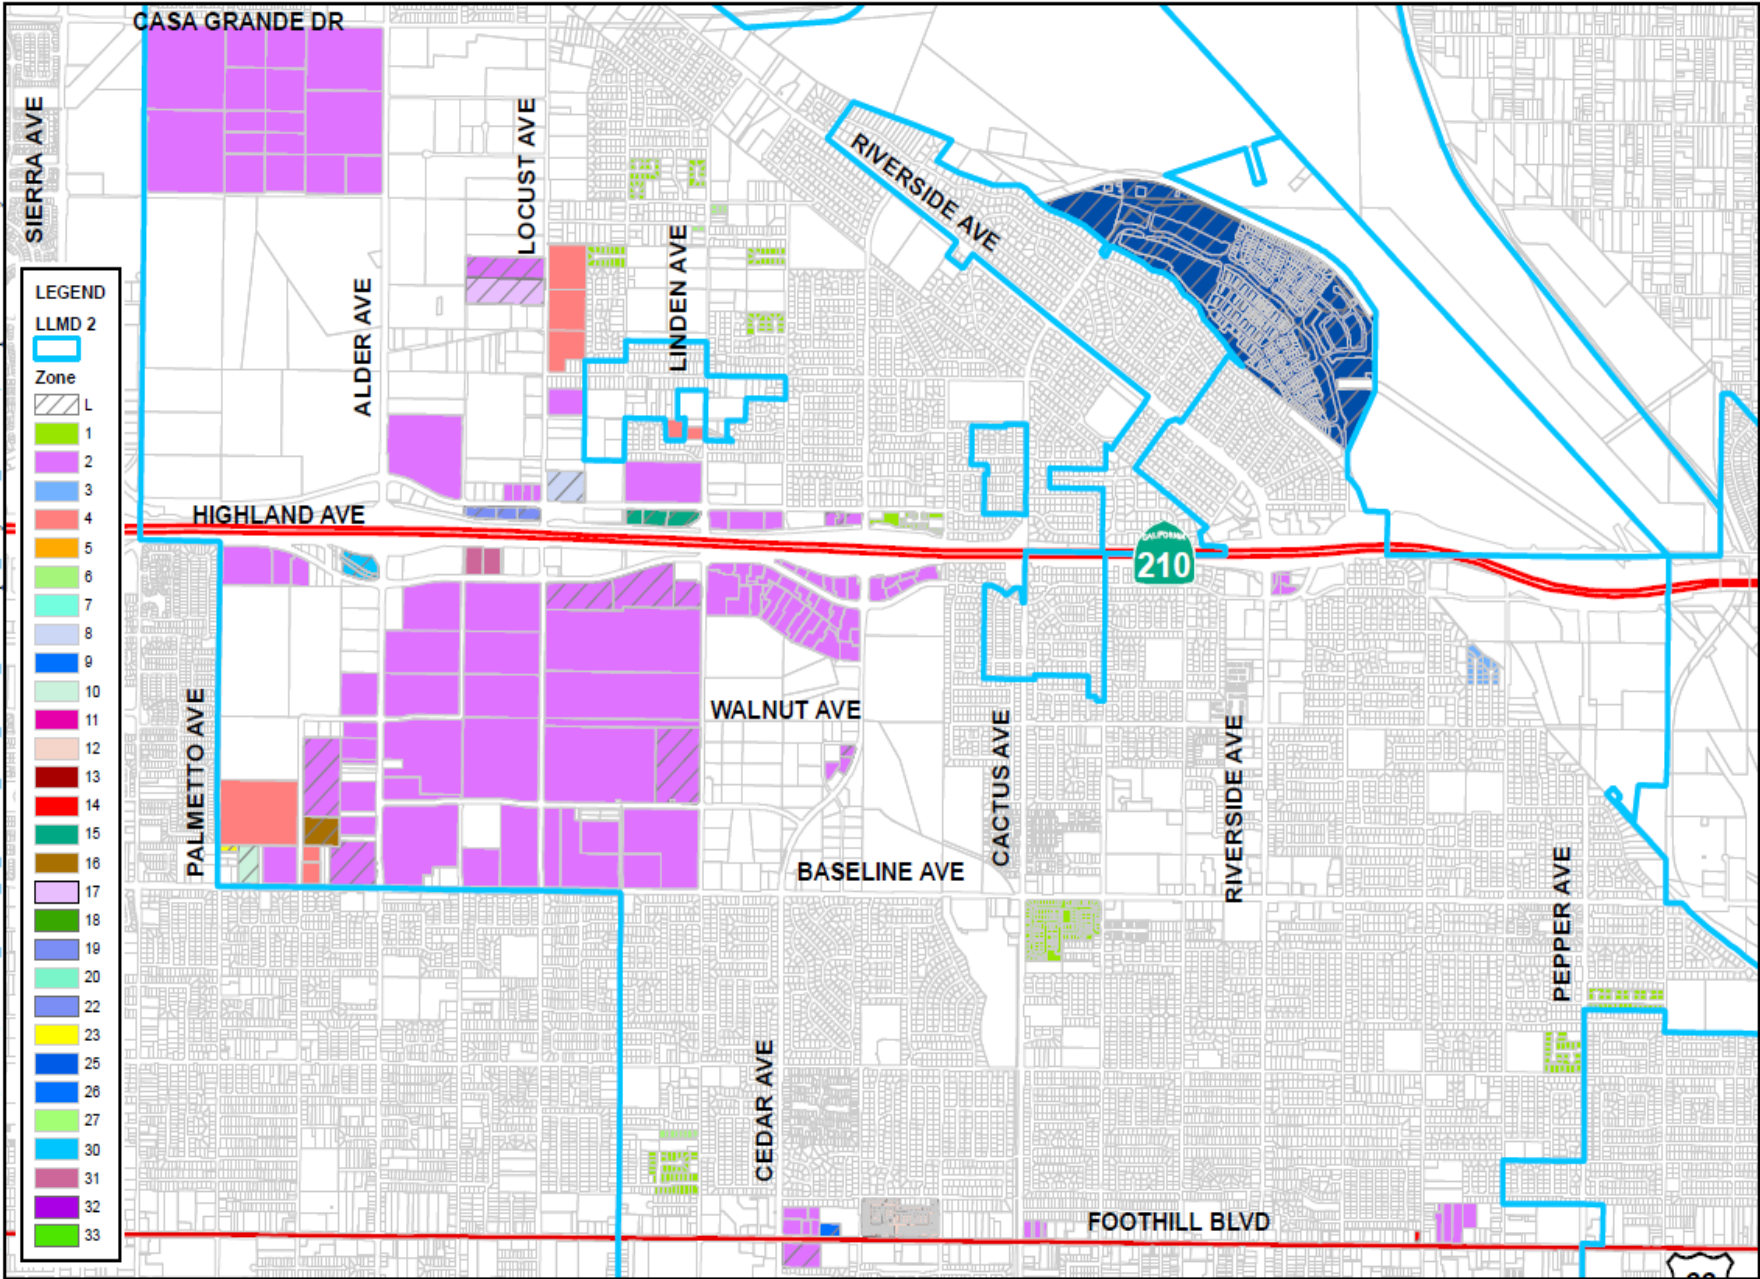 CASA GRANDE DR
SIERRA AVE
LOCUST AVE
RIVERSIDE AVE
LINDEN AVE
ALDER AVE
LEGEND
LLMD 2
Zone
L
1
2
3
4
5
6
7
8
9
10
11
12
13
14
15
16
17
18
19
20
22
23
25
26
27
30
31
32
33
HIGHLAND AVE
CALIFORNIA
210
PALMETTO AVE
WALNUT AVE
CACTUS AVE
RIVERSIDE AVE
BASELINE AVE
PEPPER AVE
CEDAR AVE
FOOTHILL BLVD